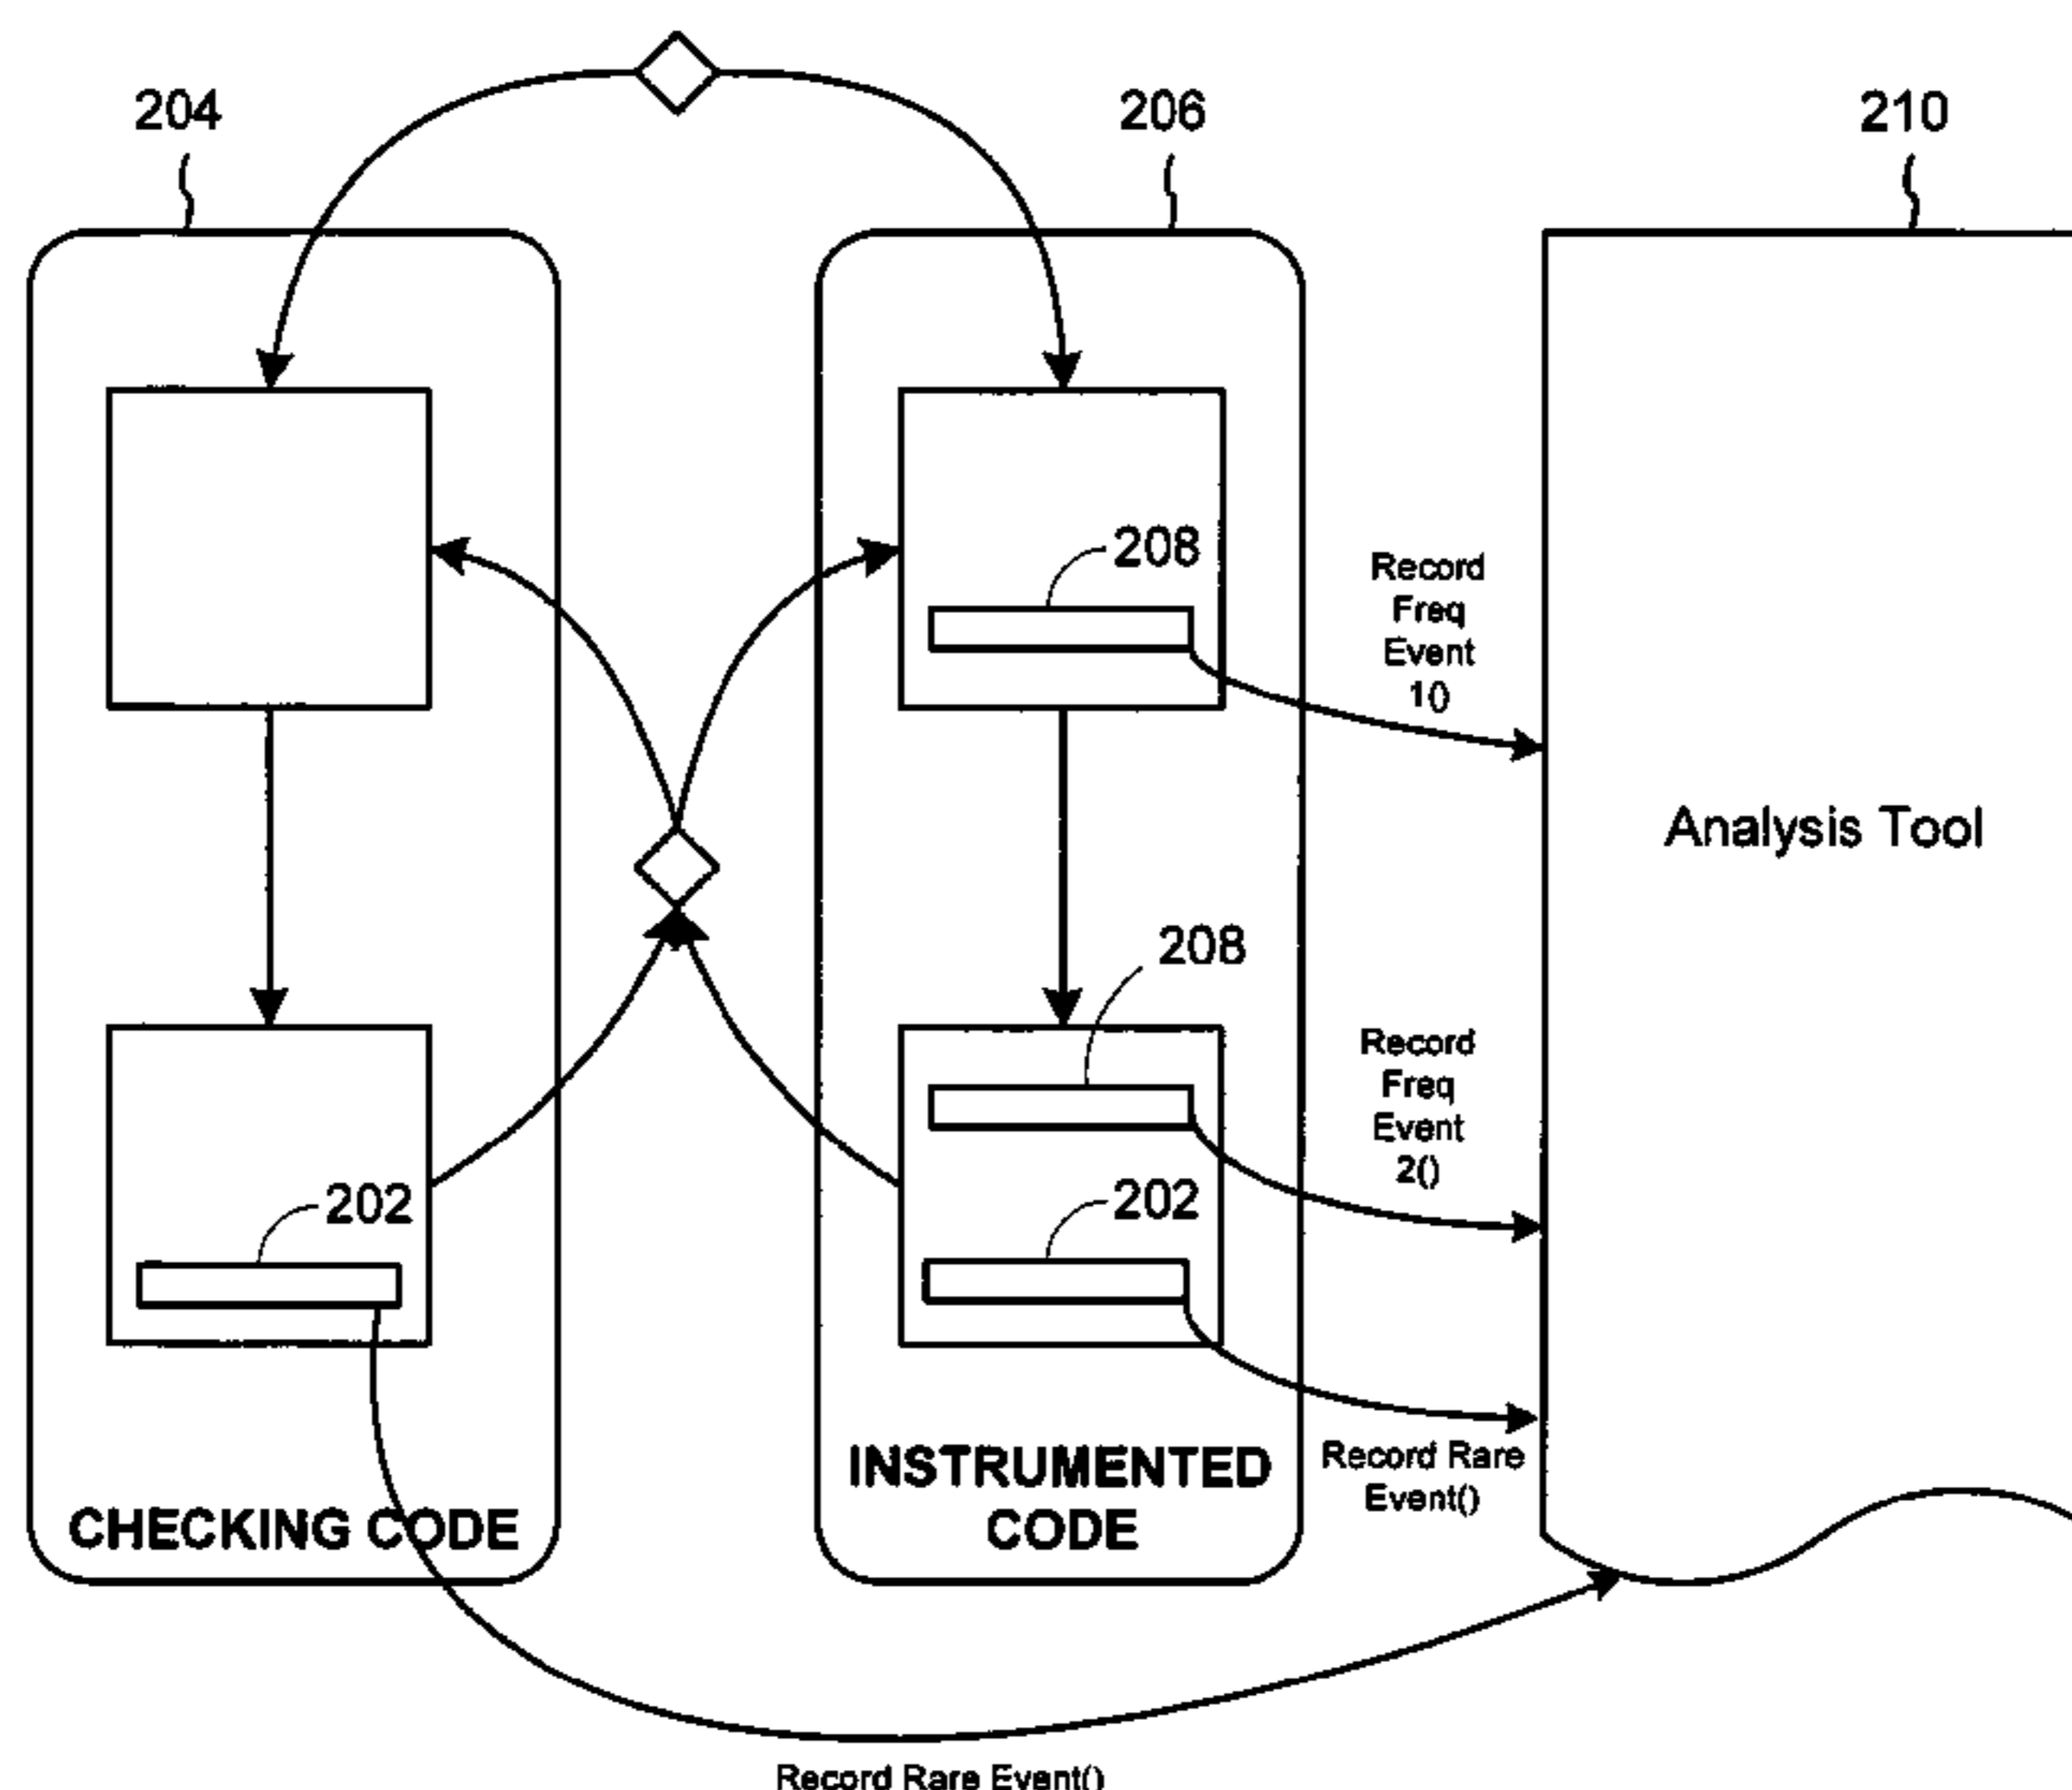 204
206
210
208
Record
Freq
Event
1()
Analysis Tool
208
Record
Freq
Event
2()
202
202
INSTRUMENTED
CODE
Record Rare
Event()
CHECKING CODE
Record Rare Event()